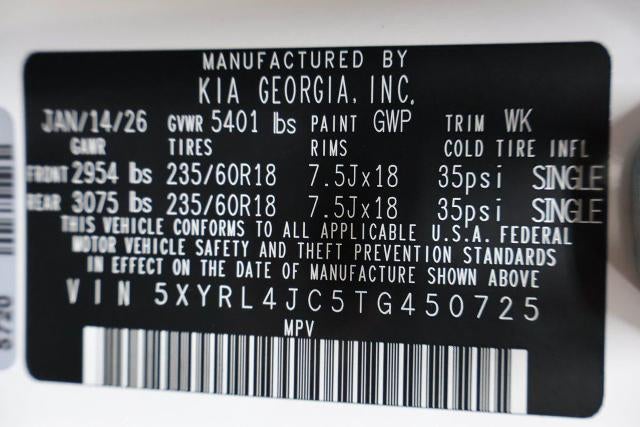 MANUFACTURED BY
KIA GEORGIA, INC.
JAN/14/26 GVWR 5401 lbs PAINT GWP TRIM WK
GAWR TIRES RIMS COLD TIRE INFL
FRONT 2954 lbs 235/60R18 7.5Jx18 35psi SINGLE
REAR 3075 lbs 235/60R18 7.5Jx18 35psi SINGLE
THIS VEHICLE CONFORMS TO ALL APPLICABLE U.S.A. FEDERAL
MOTOR VEHICLE SAFETY AND THEFT PREVENTION STANDARDS
IN EFFECT ON THE DATE OF MANUFACTURE SHOWN ABOVE
VIN 5XYRL4JC5TG450725
MPV